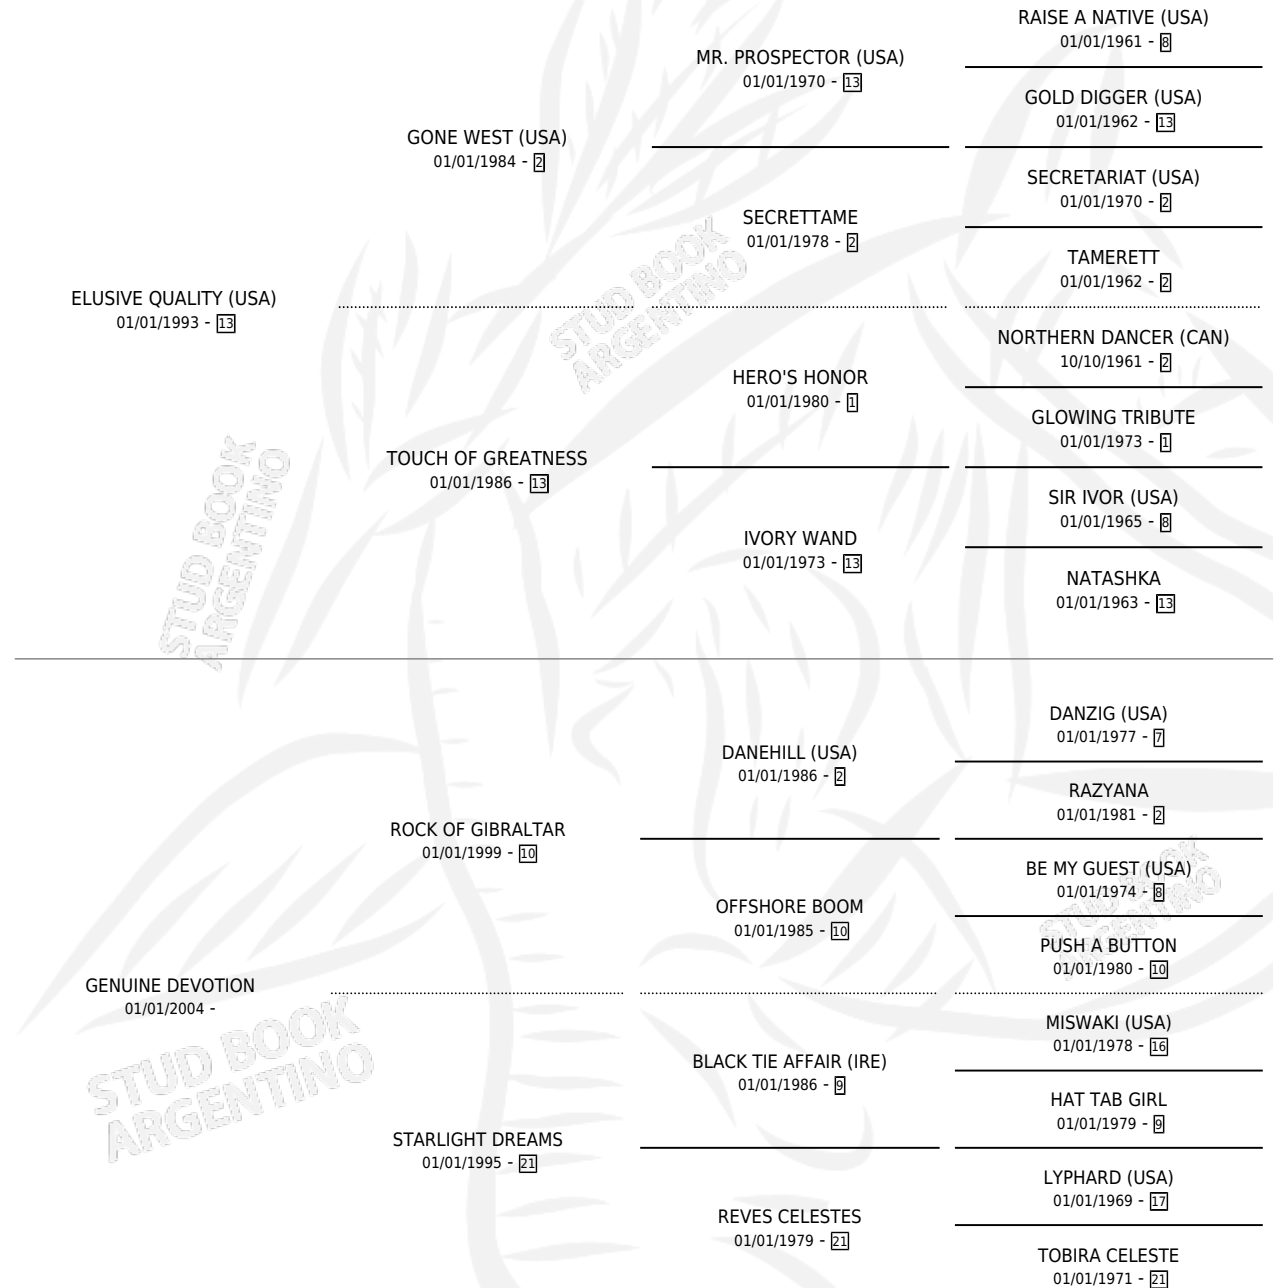 RAISE A NATIVE (USA)
01/01/1961 - 8
MR. PROSPECTOR (USA)
01/01/1970 - 13
GOLD DIGGER (USA)
01/01/1962 - 13
GONE WEST (USA)
01/01/1984 - 2
SECRETARIAT (USA)
01/01/1970 - 2
SECRETTAME
01/01/1978 - 2
TAMERETT
01/01/1962 - 2
ELUSIVE QUALITY (USA)
01/01/1993 - 13
STUD BOOK
ARGENTINO
NORTHERN DANCER (CAN)
10/10/1961 - 2
HERO'S HONOR
01/01/1980 - 1
GLOWING TRIBUTE
01/01/1973 - 1
TOUCH OF GREATNESS
01/01/1986 - 13
SIR IVOR (USA)
01/01/1965 - 8
IVORY WAND
01/01/1973 - 13
NATASHKA
01/01/1963 - 13
STUD BOOK
ARGENTINO
DANZIG (USA)
01/01/1977 - 7
DANEHILL (USA)
01/01/1986 - 2
RAZYANA
01/01/1981 - 2
ROCK OF GIBRALTAR
01/01/1999 - 10
BE MY GUEST (USA)
01/01/1974 - 8
OFFSHORE BOOM
01/01/1985 - 10
STUD BOOK
ARGENTINO
PUSH A BUTTON
01/01/1980 - 10
GENUINE DEVOTION
01/01/2004 -
MISWAKI (USA)
01/01/1978 - 16
BLACK TIE AFFAIR (IRE)
01/01/1986 - 9
STUD BOOK
ARGENTINO
HAT TAB GIRL
01/01/1979 - 9
STARLIGHT DREAMS
01/01/1995 - 21
LYPHARD (USA)
01/01/1969 - 17
REVES CELESTES
01/01/1979 - 21
TOBIRA CELESTE
01/01/1971 - 21